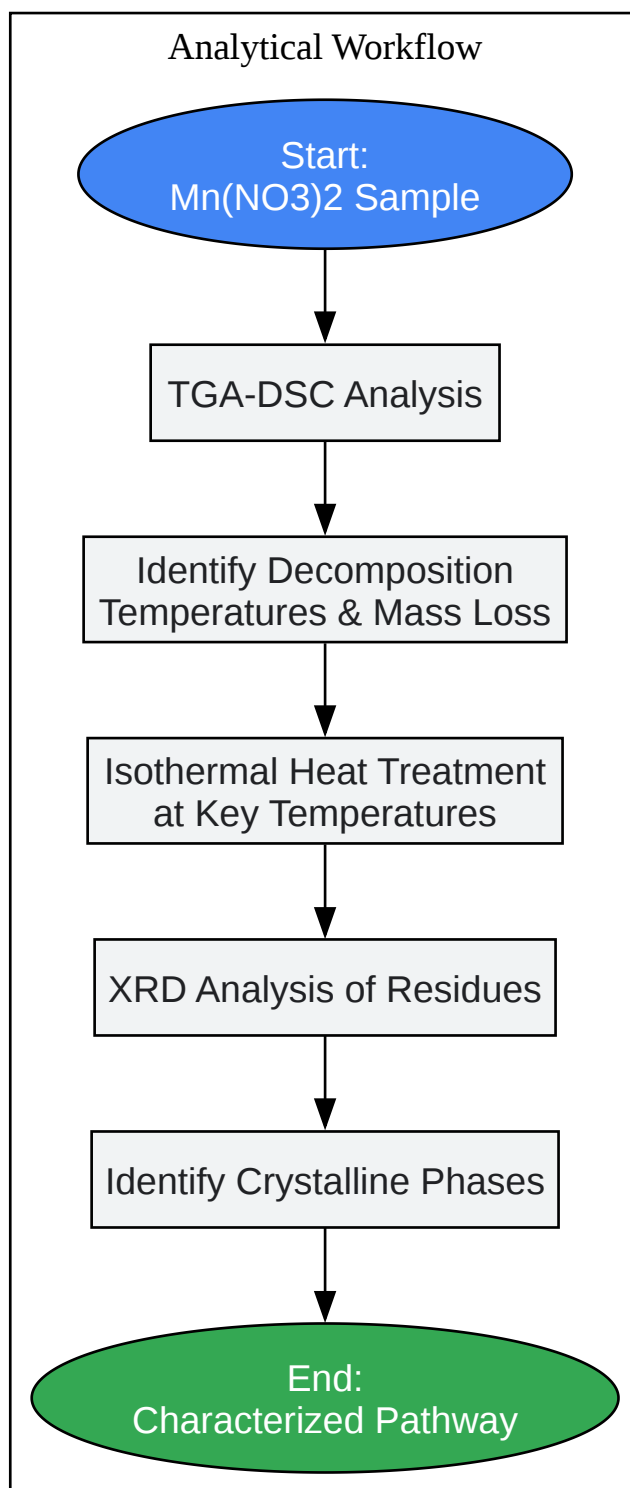 Analytical Workflow
Start:
Mn(NO3)2 Sample
TGA-DSC Analysis
Identify Decomposition
Temperatures & Mass Loss
Isothermal Heat Treatment
at Key Temperatures
XRD Analysis of Residues
Identify Crystalline Phases
End:
Characterized Pathway